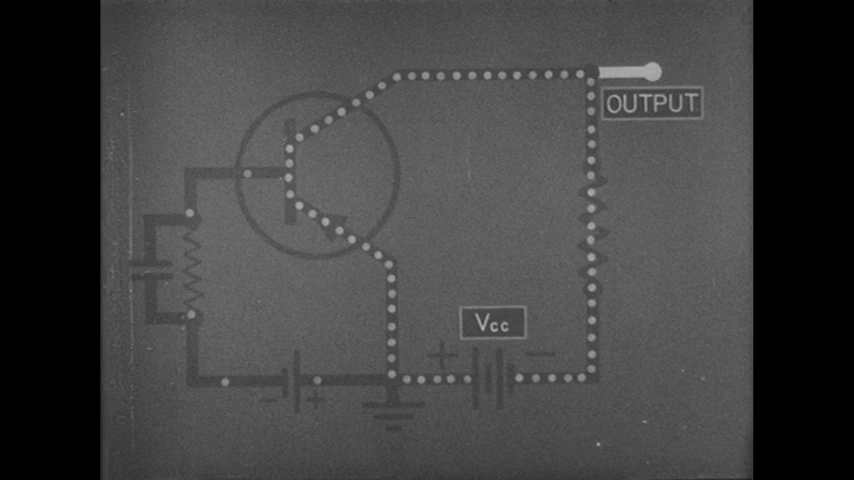 OUTPUT
Vcc
+ −
− +